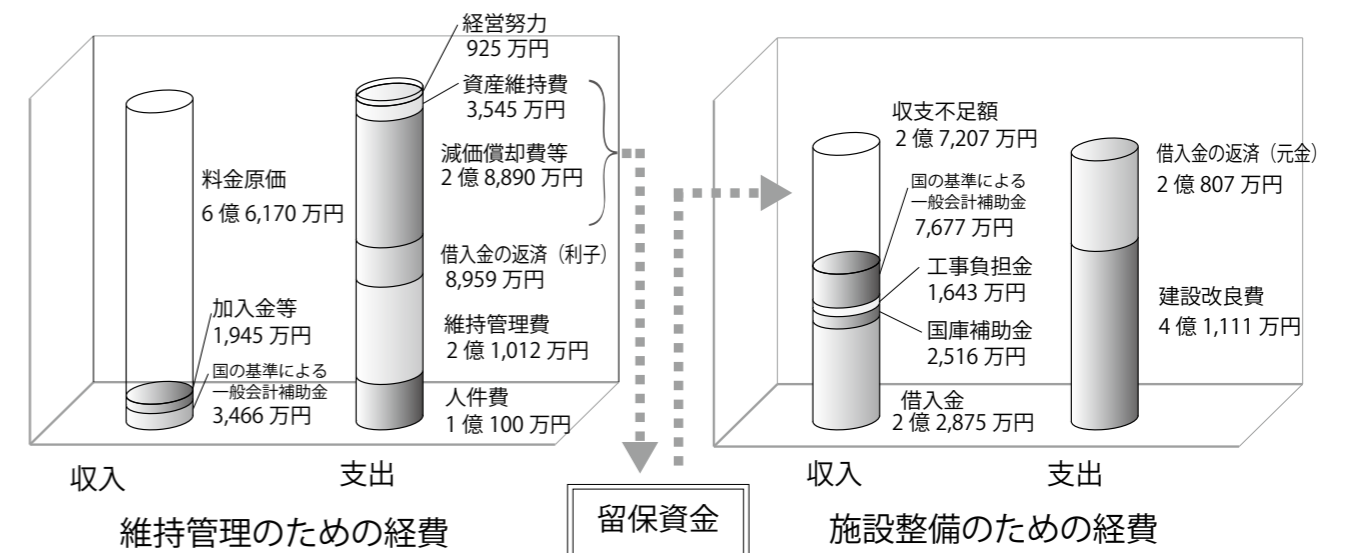 経営努力
925 万円
資産維持費
3,545 万円
減価償却費等
2 億 8,890 万円
料金原価
6 億 6,170 万円
借入金の返済（利子）
8,959 万円
加入金等
1,945 万円
維持管理費
2 億 1,012 万円
国の基準による
一般会計補助金
3,466 万円
人件費
1 億 100 万円
収入
支出
維持管理のための経費
留保資金
収支不足額
2 億 7,207 万円
国の基準による
一般会計補助金
7,677 万円
工事負担金
1,643 万円
国庫補助金
2,516 万円
借入金
2 億 2,875 万円
借入金の返済（元金）
2 億 807 万円
建設改良費
4 億 1,111 万円
収入
支出
施設整備のための経費